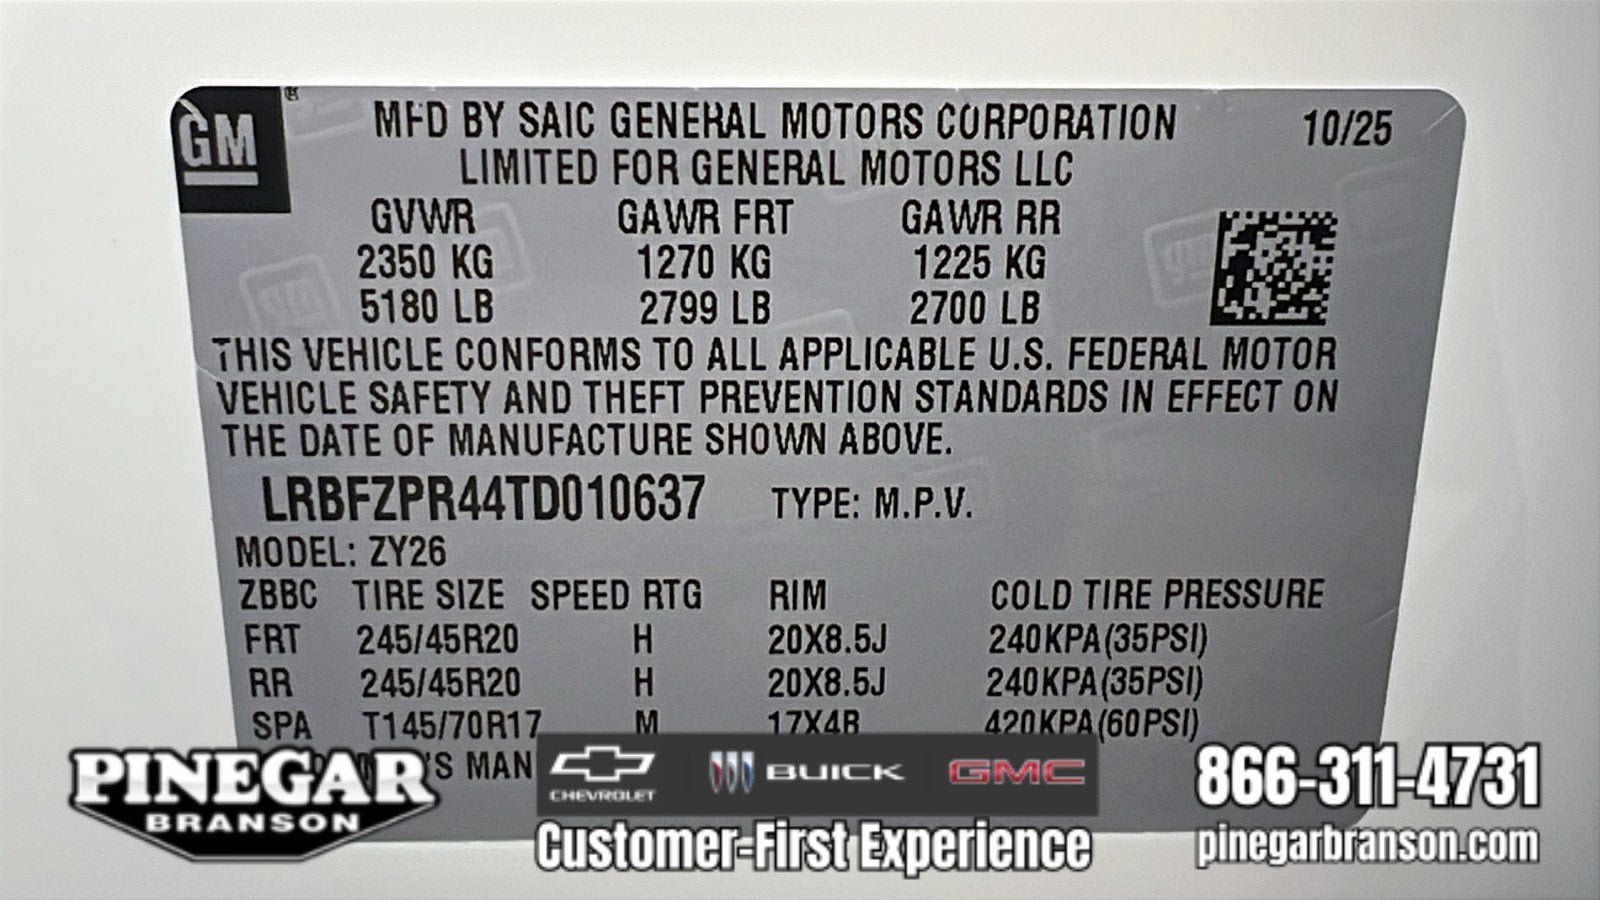 GM
MFD BY SAIC GENERAL MOTORS CORPORATION
LIMITED FOR GENERAL MOTORS LLC
10/25
GVWR GAWR FRT GAWR RR
2350 KG 1270 KG 1225 KG
5180 LB 2799 LB 2700 LB
THIS VEHICLE CONFORMS TO ALL APPLICABLE U.S. FEDERAL MOTOR
VEHICLE SAFETY AND THEFT PREVENTION STANDARDS IN EFFECT ON
THE DATE OF MANUFACTURE SHOWN ABOVE.
LRBFZPR44TD010637 TYPE: M.P.V.
MODEL: ZY26
ZBBC TIRE SIZE SPEED RTG RIM COLD TIRE PRESSURE
FRT 245/45R20 H 20X8.5J 240KPA(35PSI)
RR 245/45R20 H 20X8.5J 240KPA(35PSI)
SPA T145/70R17 M 17X4B 420KPA(60PSI)
'S MAN
PINEGAR
BRANSON
CHEVROLET
BUICK
GMC
Customer-First Experience
866-311-4731
pinegarbranson.com